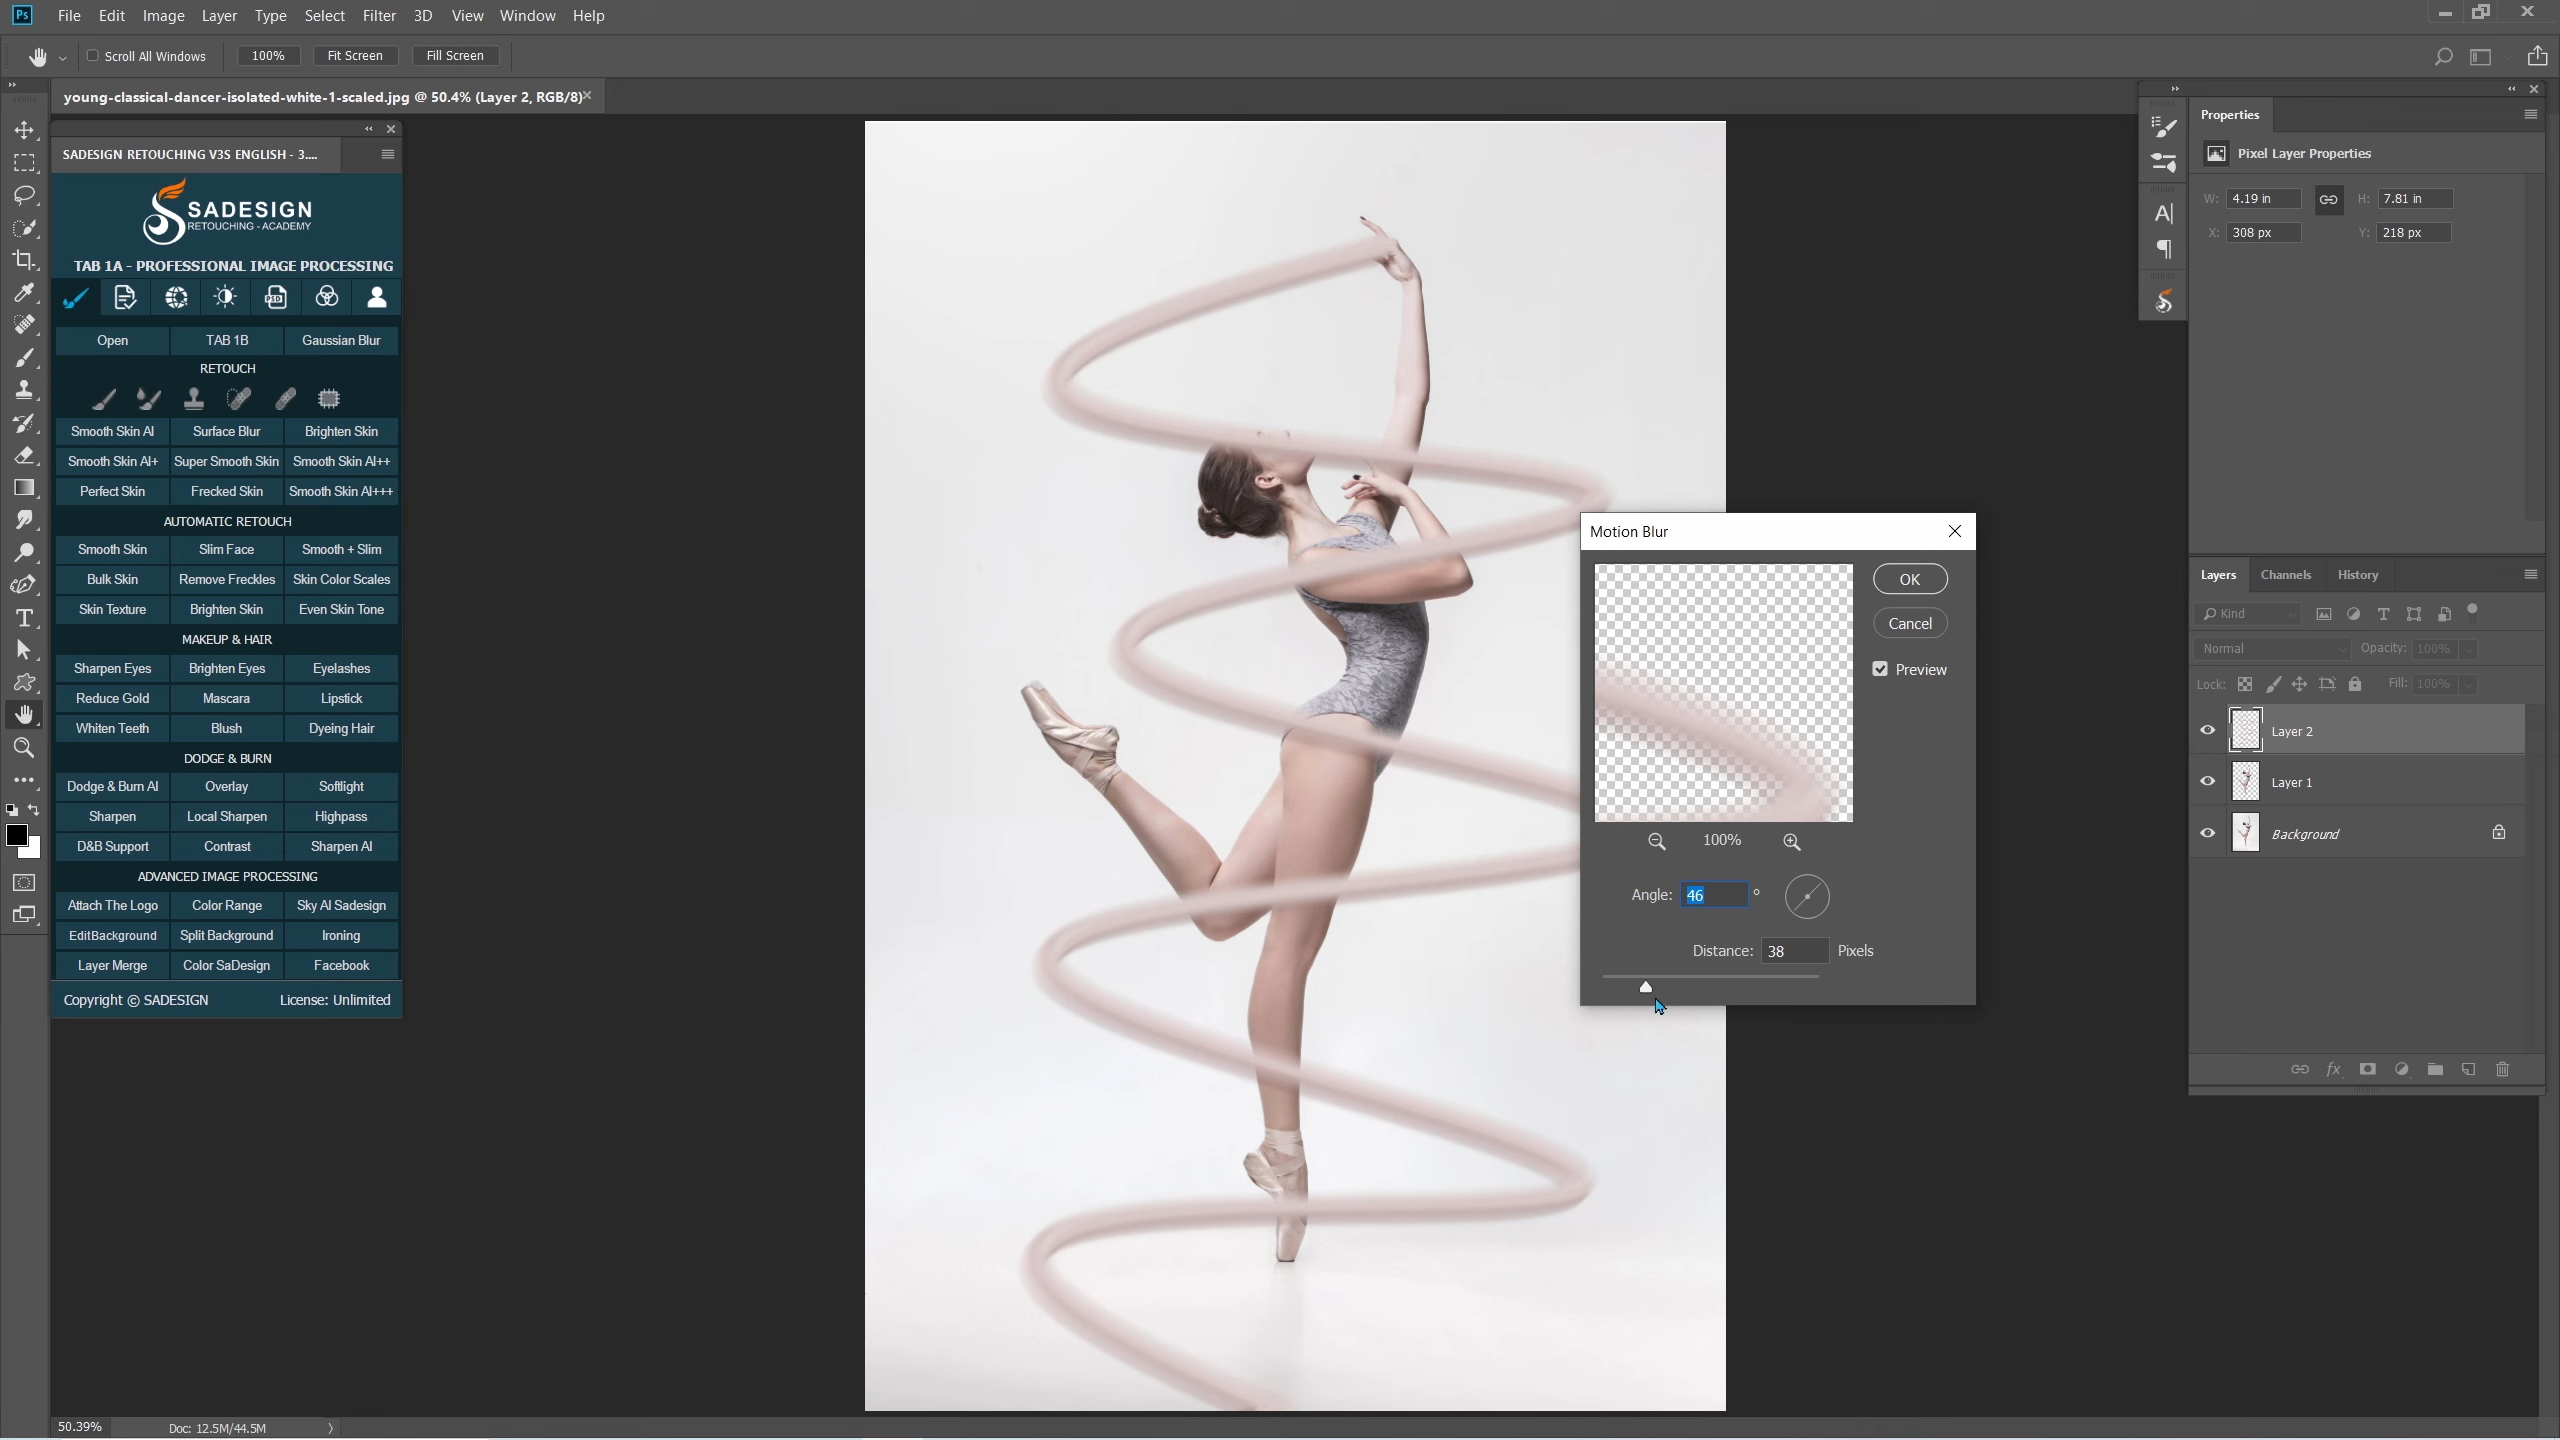 Ps
File Edit Image Layer Type Select Filter 3D View Window Help
Scroll All Windows 100% Fit Screen Fill Screen
young-classical-dancer-isolated-white-1-scaled.jpg @ 50.4% (Layer 2, RGB/8)
SADESIGN RETOUCHING V3S ENGLISH - 3....
SADESIGN
RETOUCHING - ACADEMY
TAB 1A - PROFESSIONAL IMAGE PROCESSING
PSD
Open TAB 1B Gaussian Blur
RETOUCH
Smooth Skin AI Surface Blur Brighten Skin
Smooth Skin AI+ Super Smooth Skin Smooth Skin AI++
Perfect Skin Frecked Skin Smooth Skin AI+++
AUTOMATIC RETOUCH
Smooth Skin Slim Face Smooth + Slim
Bulk Skin Remove Freckles Skin Color Scales
Skin Texture Brighten Skin Even Skin Tone
MAKEUP & HAIR
Sharpen Eyes Brighten Eyes Eyelashes
Reduce Gold Mascara Lipstick
Whiten Teeth Blush Dyeing Hair
DODGE & BURN
Dodge & Burn AI Overlay Softlight
Sharpen Local Sharpen Highpass
D&B Support Contrast Sharpen AI
ADVANCED IMAGE PROCESSING
Attach The Logo Color Range Sky AI Sadesign
EditBackground Split Background Ironing
Layer Merge Color SaDesign Facebook
Copyright © SADESIGN License: Unlimited
Motion Blur
OK
Cancel
Preview
100%
Angle: 46 °
Distance: 38 Pixels
Properties
Pixel Layer Properties
W: 4.19 in H: 7.81 in
X: 308 px Y: 218 px
Layers Channels History
Kind
Normal Opacity: 100%
Lock: Fill: 100%
Layer 2
Layer 1
Background
fx
50.39% Doc: 12.5M/44.5M